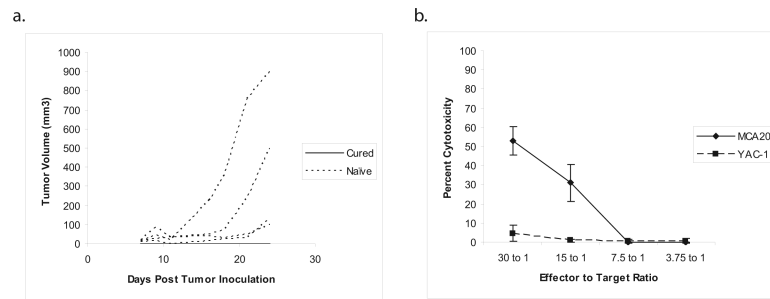 a.
1000
900
800
700
600
500
400
300
200
100
0
Tumor Volume (mm3)
0 10 20 30
Days Post Tumor Inoculation
Cured
Naïve
b.
100
90
80
70
60
50
40
30
20
10
0
Percent Cytotoxicity
30 to 1 15 to 1 7.5 to 1 3.75 to 1
Effector to Target Ratio
MCA20
YAC-1